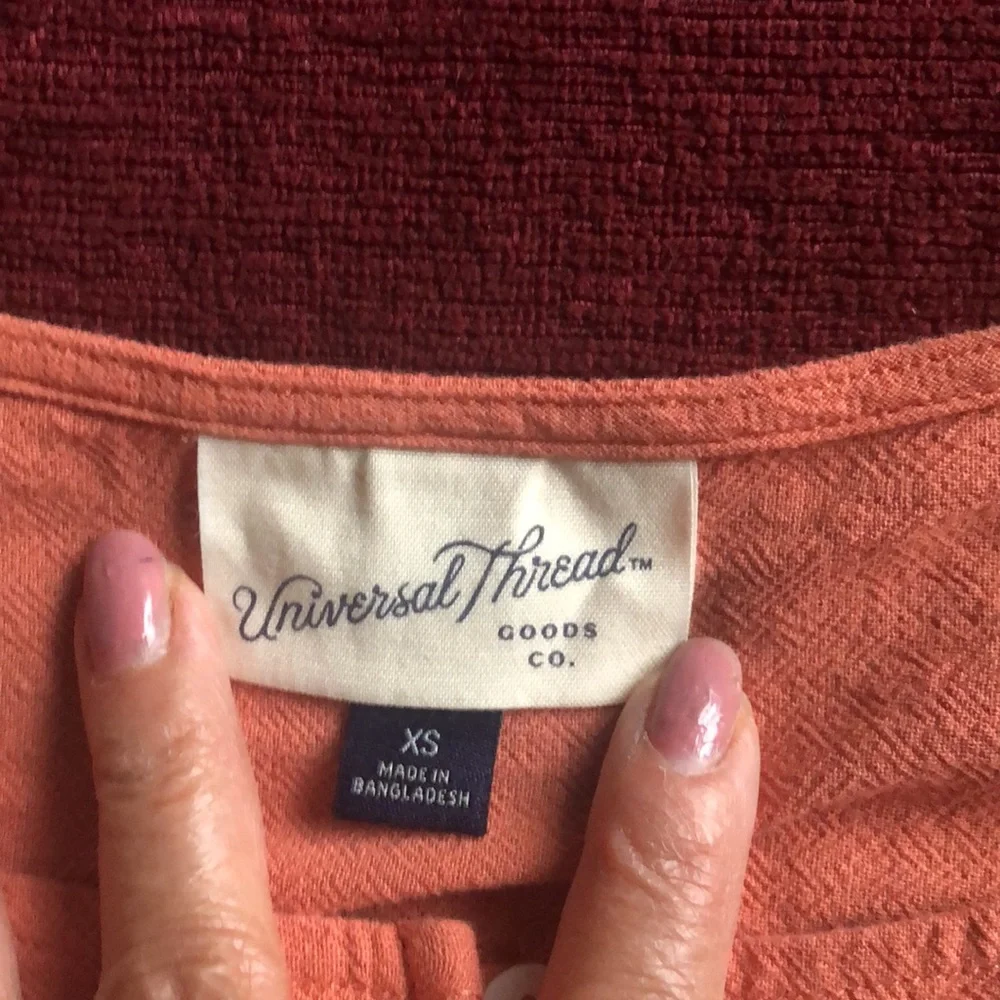 Universal Thread™
GOODS
CO.
XS
MADE IN
BANGLADESH